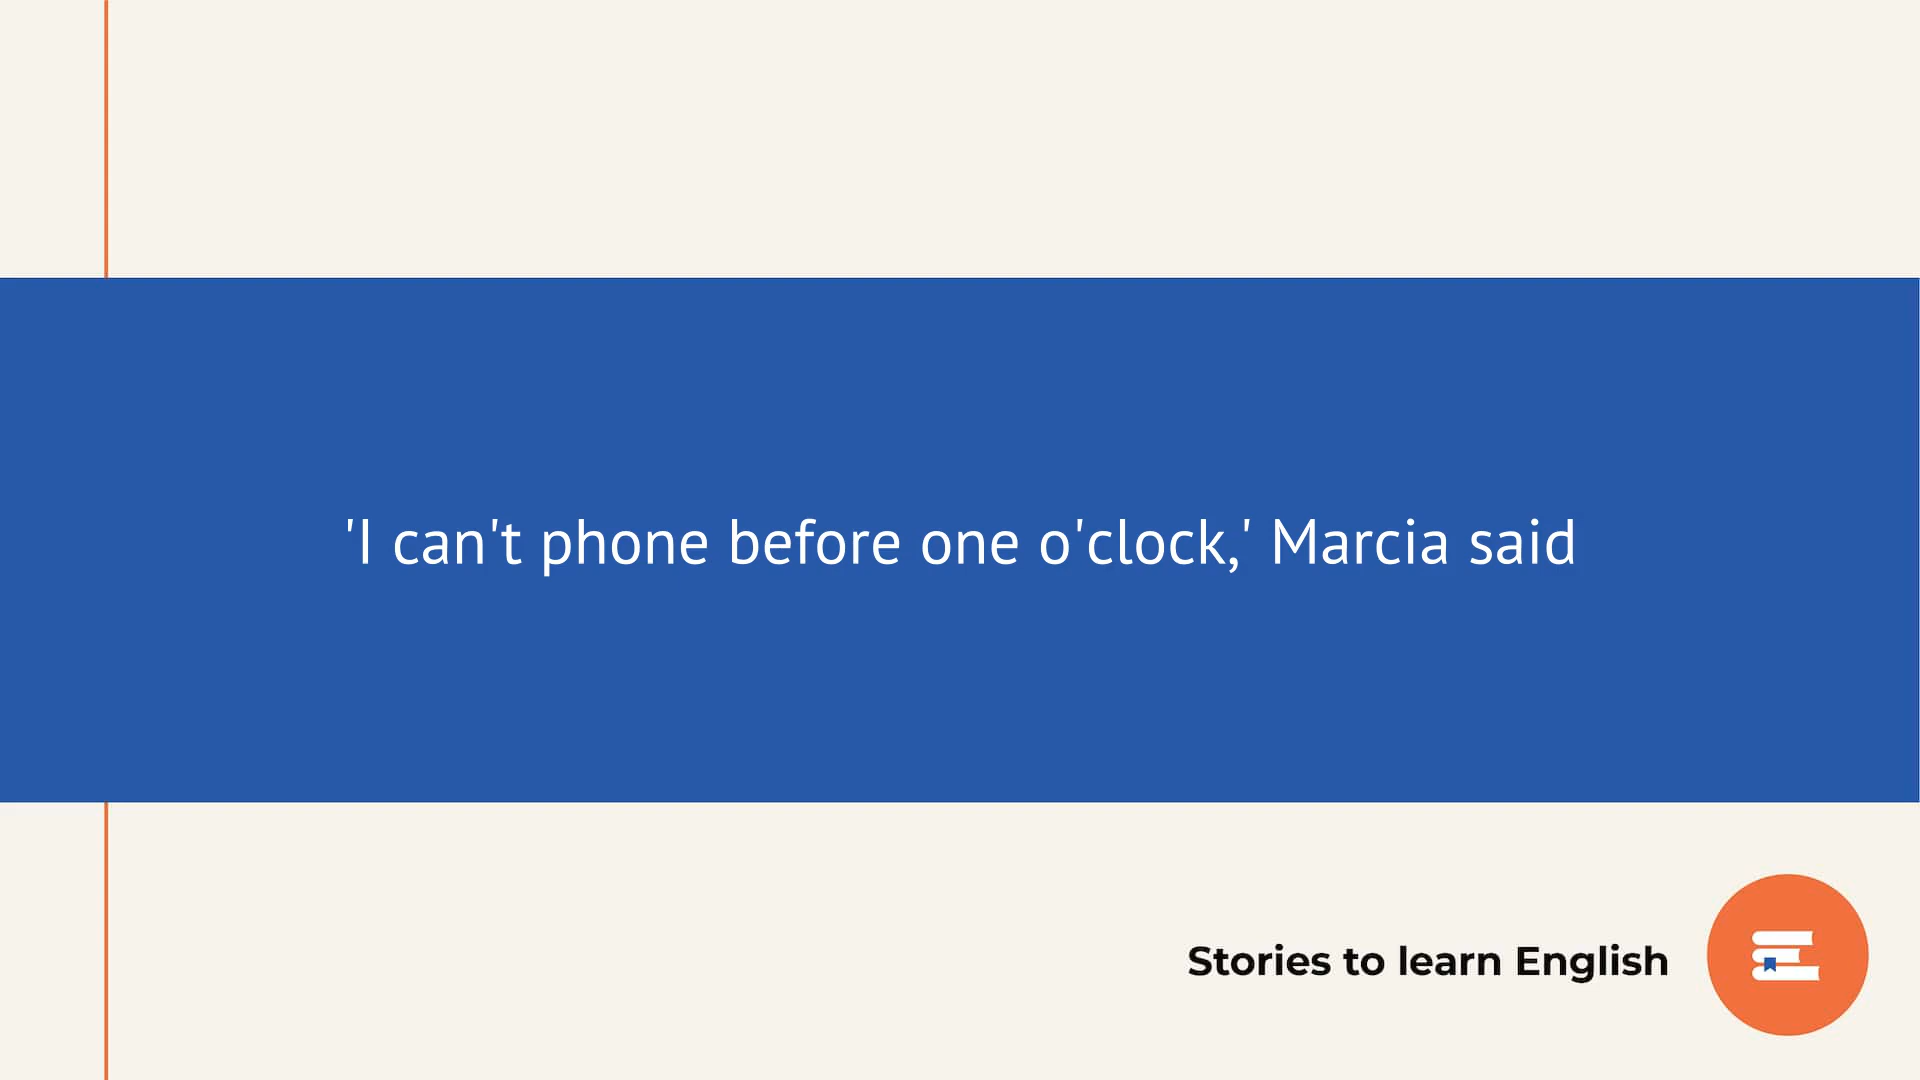 'I can't phone before one o'clock,' Marcia said
Stories to learn English